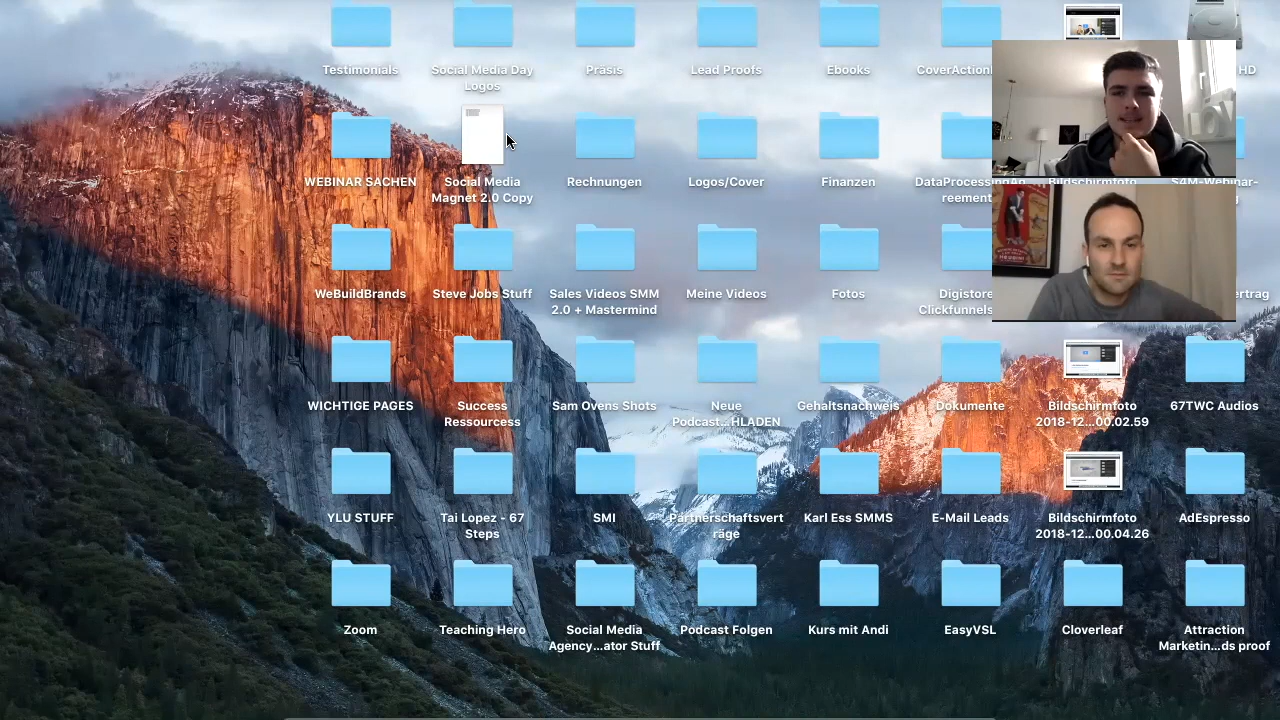 Testimonials
Social Media Day
Logos
Präsis
Lead Proofs
Ebooks
HD
WEBINAR SACHEN
Social Media
Magnet 2.0 Copy
Rechnungen
Logos/Cover
Finanzen
WeBuildBrands
Steve Jobs Stuff
Sales Videos SMM
2.0 + Mastermind
Meine Videos
Fotos
Digistore
Clickfunnels
WICHTIGE PAGES
Success
Ressourcess
Sam Ovens Shots
Neue
Podcast...HLADEN
Gehaltsnachweis
Dokumente
Bildschirmfoto
2018-12...00.02.59
67TWC Audios
YLU STUFF
Tai Lopez - 67
Steps
SMI
Partnerschaftsvert
räge
Karl Ess SMMS
E-Mail Leads
Bildschirmfoto
2018-12...00.04.26
AdEspresso
Zoom
Teaching Hero
Social Media
Agency...ator Stuff
Podcast Folgen
Kurs mit Andi
EasyVSL
Cloverleaf
Attraction
Marketin...ds proof